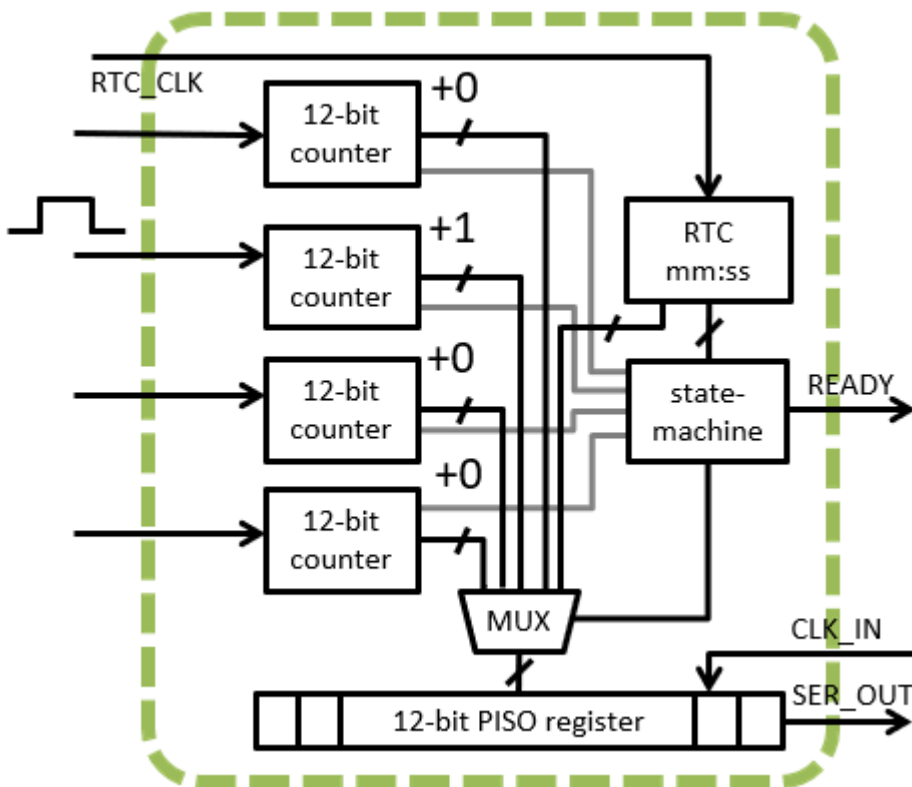 RTC_CLK
+0
12-bit
counter
+1
12-bit
counter
RTC
mm:ss
+0
12-bit
counter
state-
machine
READY
+0
12-bit
counter
MUX
CLK_IN
SER_OUT
12-bit PISO register